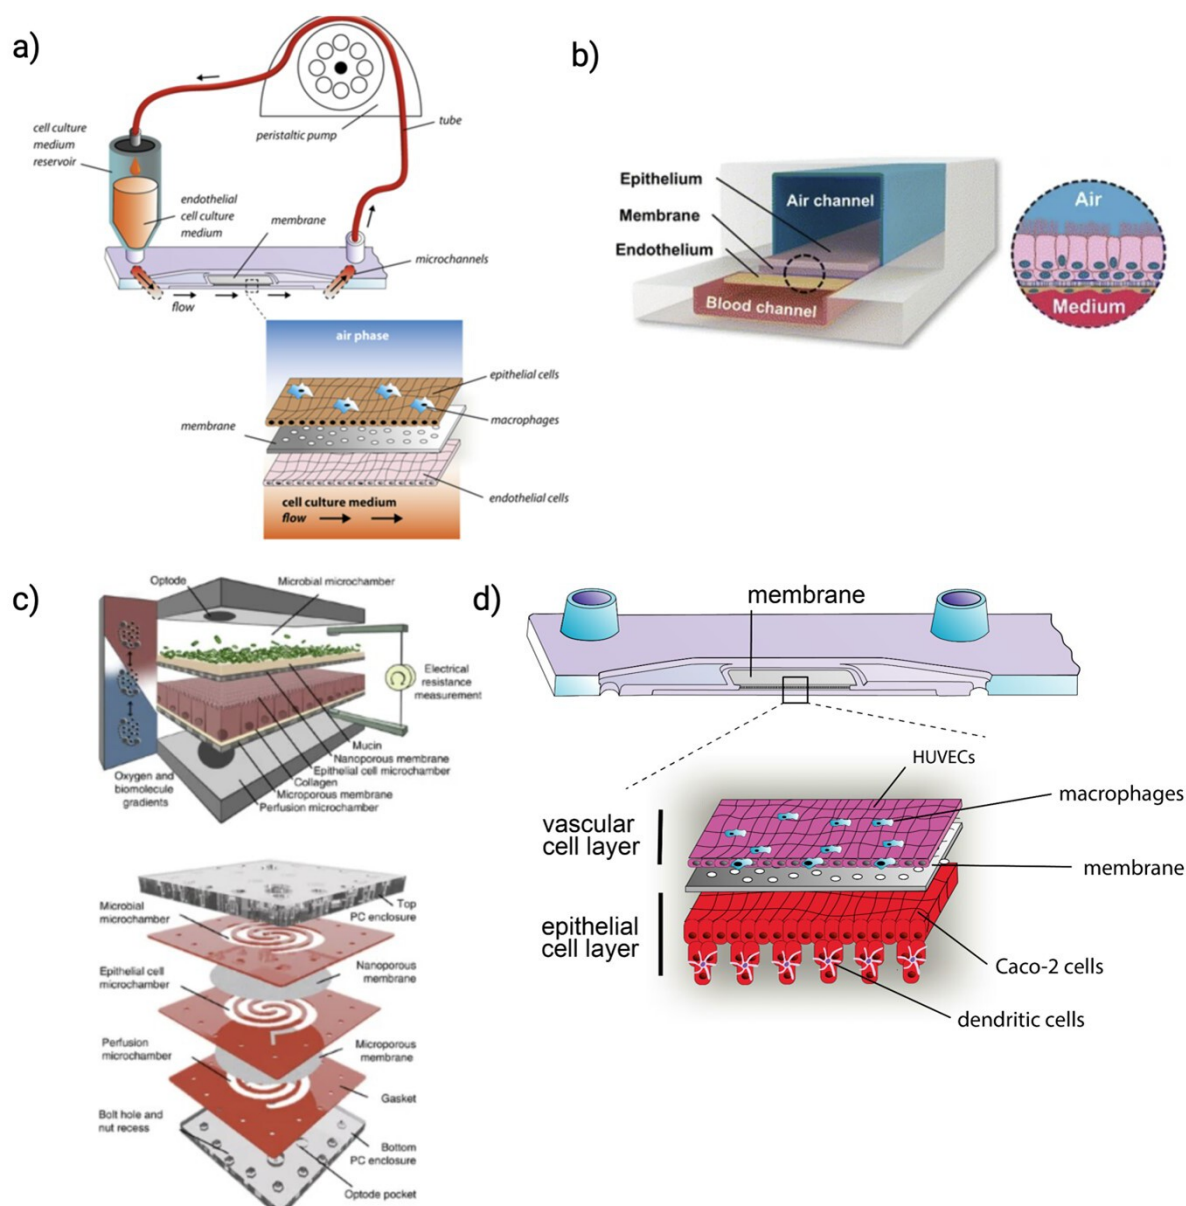 a)
cell culture
medium
reservoir
endothelial
cell culture
medium
peristaltic pump
tube
membrane
microchannels
flow
air phase
epithelial cells
macrophages
membrane
endothelial cells
cell culture medium
flow
b)
Epithelium
Membrane
Endothelium
Air channel
Blood channel
Air
Medium
c)
Optode
Microbial microchamber
Electrical
resistance
measurement
Mucin
Nanoporous membrane
Epithelial cell microchamber
Collagen
Microporous membrane
Perfusion microchamber
Oxygen and
biomolecule
gradients
Top
PC enclosure
Microbial
microchamber
Nanoporous
membrane
Epithelial cell
microchamber
Microporous
membrane
Perfusion
microchamber
Gasket
Bolt hole and
nut recess
Bottom
PC enclosure
Optode pocket
d)
membrane
HUVECs
macrophages
vascular
cell layer
membrane
epithelial
cell layer
Caco-2 cells
dendritic cells